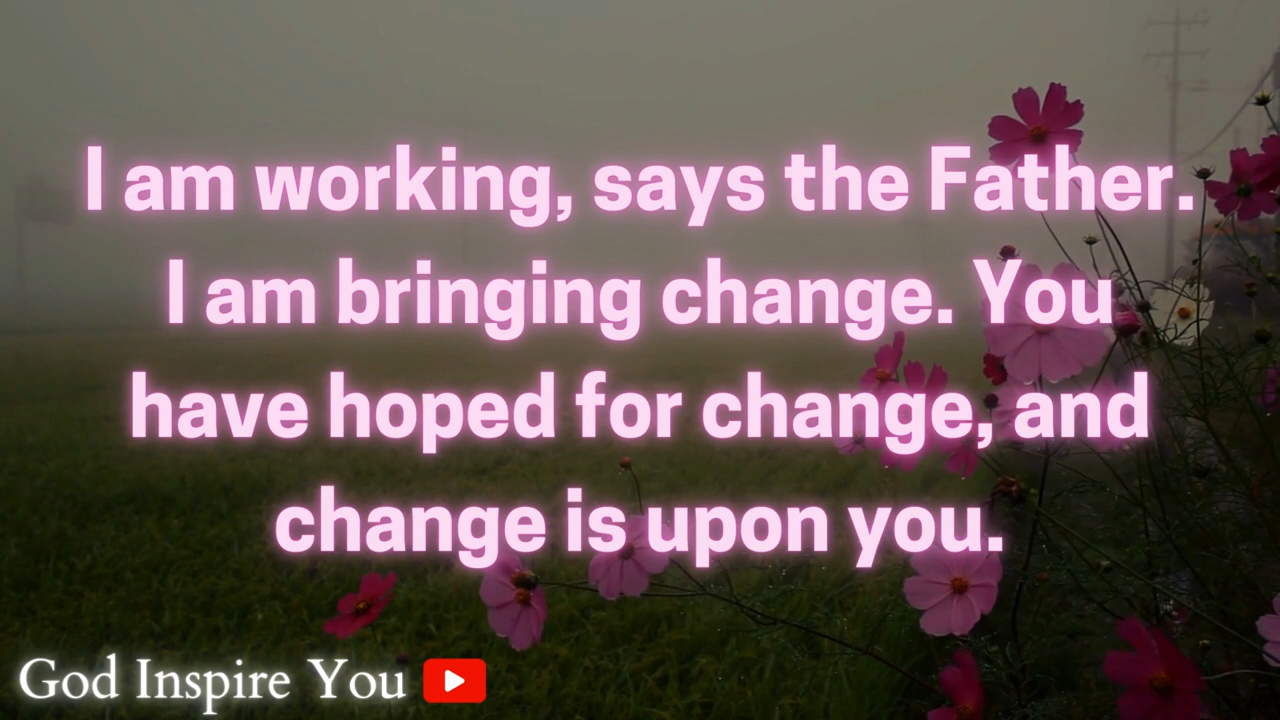 I am working, says the Father.
I am bringing change. You
have hoped for change, and
change is upon you.
God Inspire You